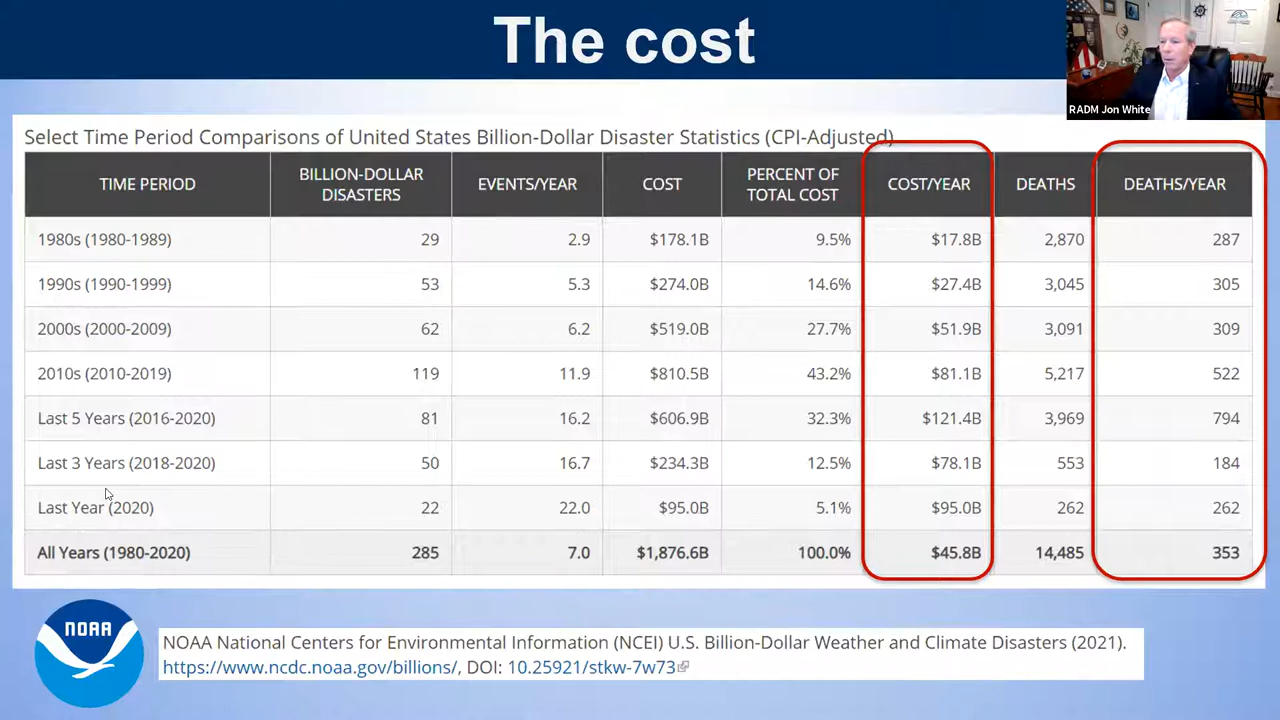 The cost
RADM Jon White
Select Time Period Comparisons of United States Billion-Dollar Disaster Statistics (CPI-Adjusted)
TIME PERIOD BILLION-DOLLAR DISASTERS EVENTS/YEAR COST PERCENT OF TOTAL COST COST/YEAR DEATHS DEATHS/YEAR
1980s (1980-1989) 29 2.9 $178.1B 9.5% $17.8B 2,870 287
1990s (1990-1999) 53 5.3 $274.0B 14.6% $27.4B 3,045 305
2000s (2000-2009) 62 6.2 $519.0B 27.7% $51.9B 3,091 309
2010s (2010-2019) 119 11.9 $810.5B 43.2% $81.1B 5,217 522
Last 5 Years (2016-2020) 81 16.2 $606.9B 32.3% $121.4B 3,969 794
Last 3 Years (2018-2020) 50 16.7 $234.3B 12.5% $78.1B 553 184
Last Year (2020) 22 22.0 $95.0B 5.1% $95.0B 262 262
All Years (1980-2020) 285 7.0 $1,876.6B 100.0% $45.8B 14,485 353
NOAA
NOAA National Centers for Environmental Information (NCEI) U.S. Billion-Dollar Weather and Climate Disasters (2021).
https://www.ncdc.noaa.gov/billions/, DOI: 10.25921/stkw-7w73